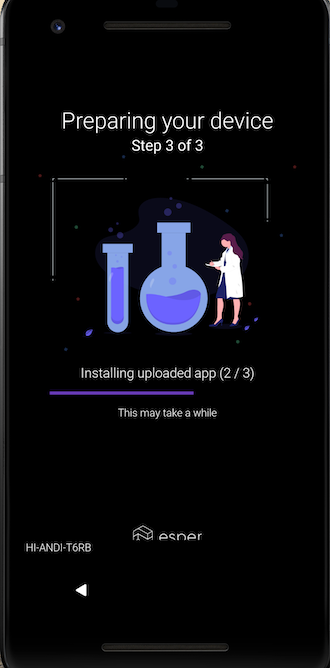 Preparing your device
Step 3 of 3
Installing uploaded app (2 / 3)
This may take a while
esper
HI-ANDI-T6RB